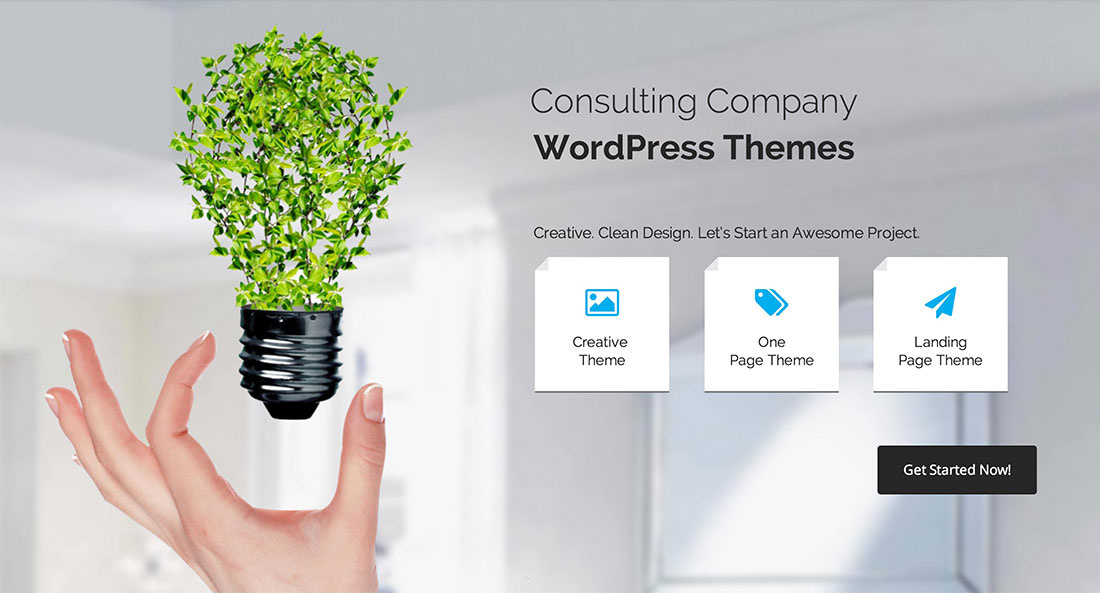 Consulting Company
WordPress Themes
Creative. Clean Design. Let's Start an Awesome Project.
Creative
Theme
One
Page Theme
Landing
Page Theme
Get Started Now!